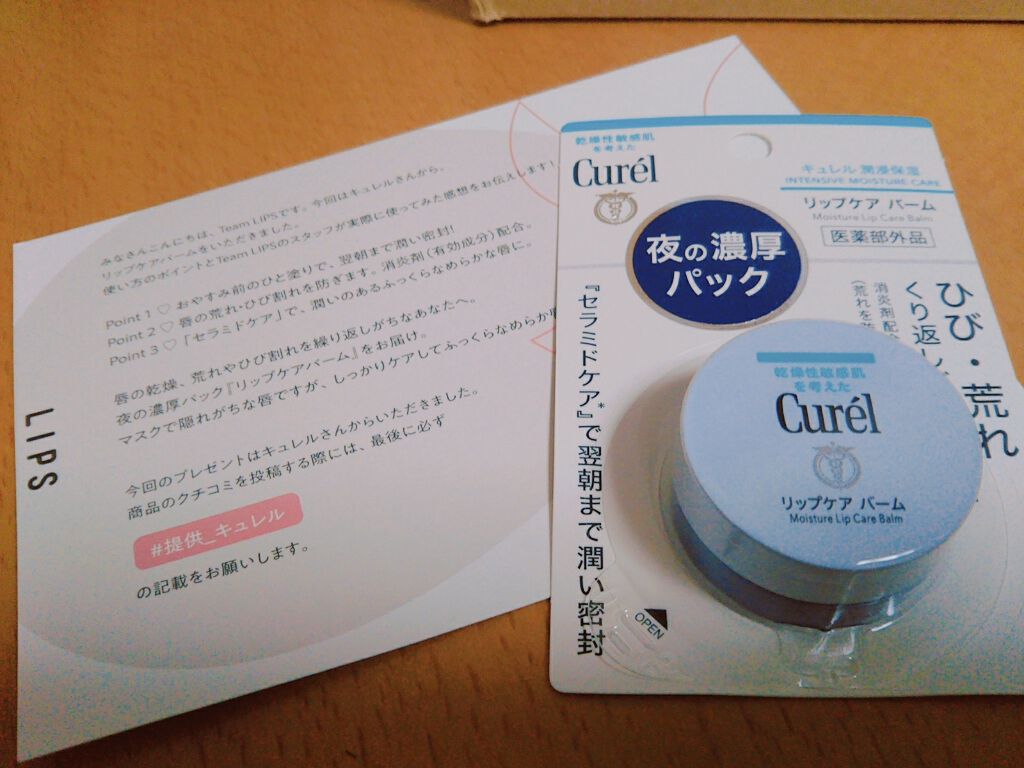 みなさんこんにちは、Team LIPSです。今回はキュレルさんから、
リップケアバームをいただきました。
使い方のポイントとTeam LIPSのスタッフが実際に使ってみた感想をお伝えします!
Point 1 ♡ おやすみ前のひと塗りで、翌朝まで潤い密封!
Point 2 ♡ 唇の荒れ・ひび割れを防ぎます。消炎剤(有効成分)配合。
Point 3 ♡ 「セラミドケア」で、潤いのあるふっくらなめらかな唇に。
唇の乾燥、荒れやひび割れを繰り返しがちなあなたへ。
夜の濃厚パック『リップケアバーム』をお届け。
マスクで隠れがちな唇ですが、しっかりケアしてふっくらなめらか
今回のプレゼントはキュレルさんからいただきました。
商品のクチコミを投稿する際には、最後に必ず
#提供_キュレル
の記載をお願いします。
LIPS
乾燥性敏感肌
を考えた
Curél
キュレル 潤浸保湿
INTENSIVE MOISTURE CARE
リップケア バーム
Moisture Lip Care Balm
医薬部外品
夜の濃厚
パック
ひび・荒れ
くり返し
消炎剤配
(荒れを
『セラミドケア』*で翌朝まで潤い密封
乾燥性敏感肌
を考えた
Curél
リップケア バーム
Moisture Lip Care Balm
OPEN